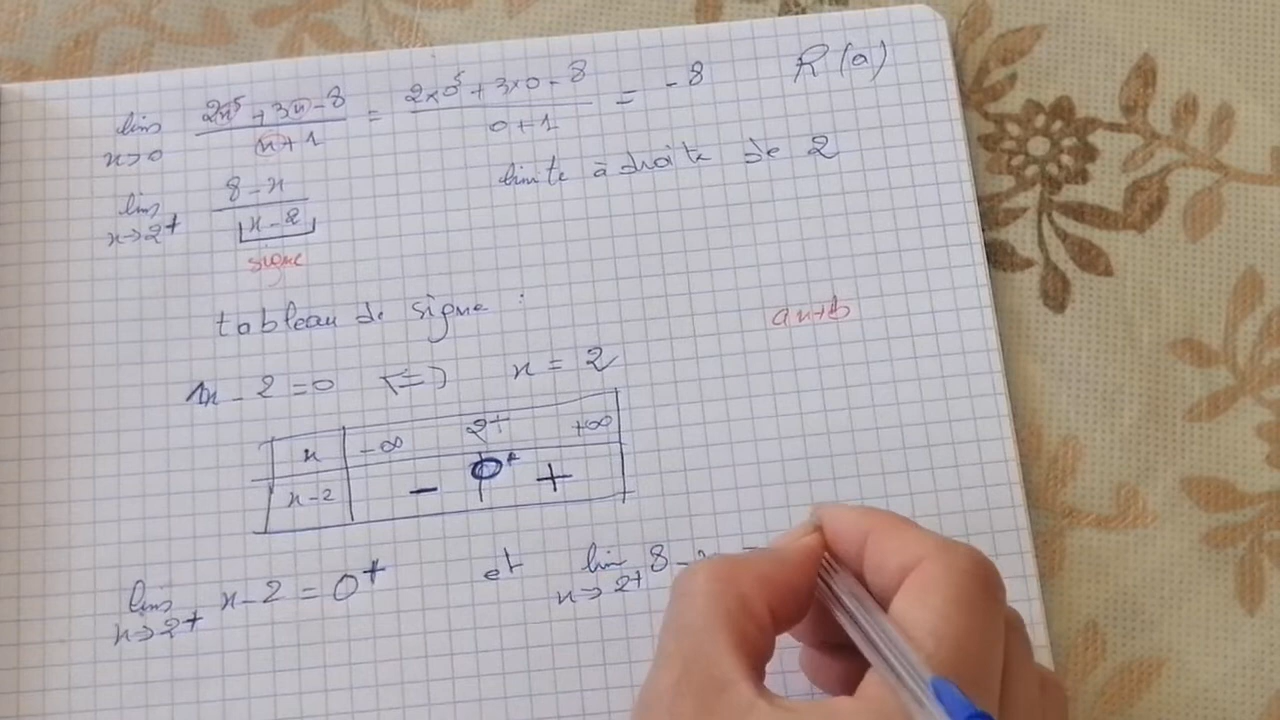 lim x→0 2x⁵ + 3x - 8 / x + 1 = 2×0⁵ + 3×0 - 8 / 0 + 1 = -8 R(a)
lim x→2⁺ 8 - x / x - 2 limite à droite de 2
signe
tableau de signe :
ax+b
1x - 2 = 0 <=> x = 2
x -∞ 2⁺ +∞
x-2 - 0⁺ +
lim x→2⁺ x-2 = 0⁺ et lim x→2⁺ 8 -